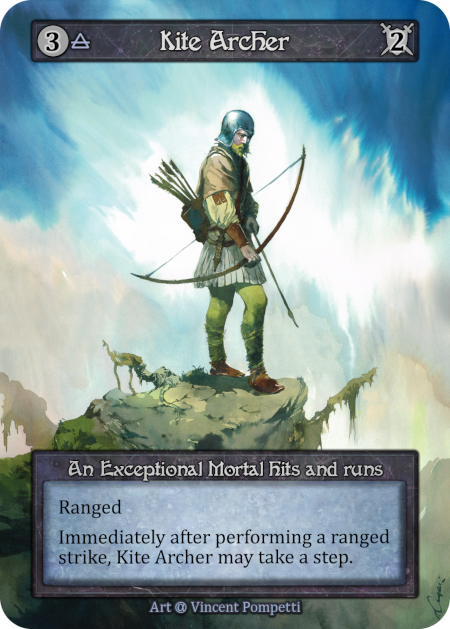 3 Kite Archer 2
An Exceptional Mortal hits and runs
Ranged
Immediately after performing a ranged
strike, Kite Archer may take a step.
Art @ Vincent Pompetti